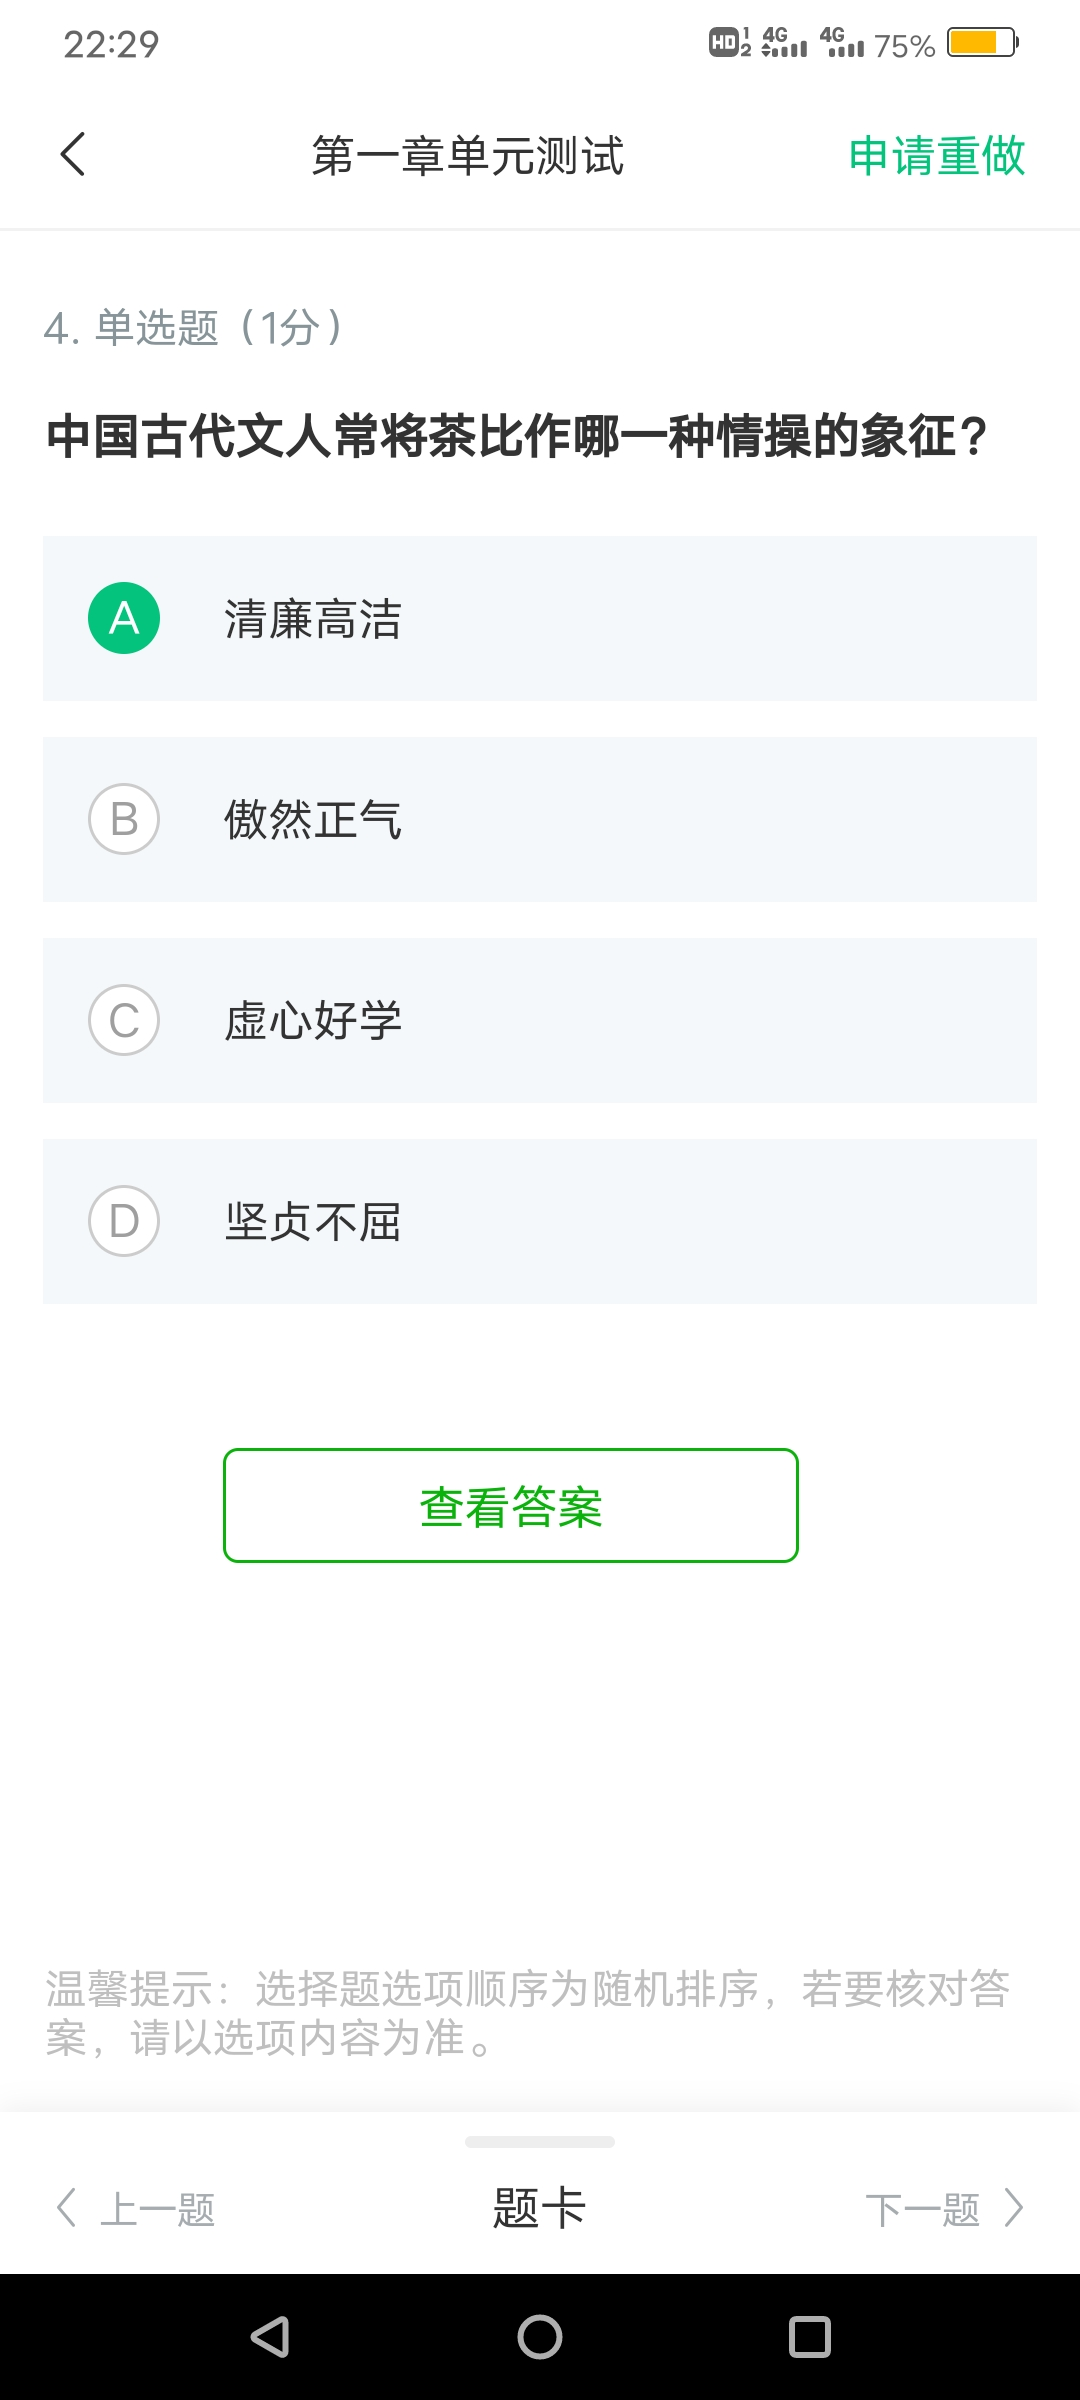 22:29
HD 1 2 4G 4G 75%
第一章单元测试
申请重做
4. 单选题（1分）
中国古代文人常将茶比作哪一种情操的象征？
A 清廉高洁
B 傲然正气
C 虚心好学
D 坚贞不屈
查看答案
温馨提示：选择题选项顺序为随机排序，若要核对答
案，请以选项内容为准。
上一题
题卡
下一题